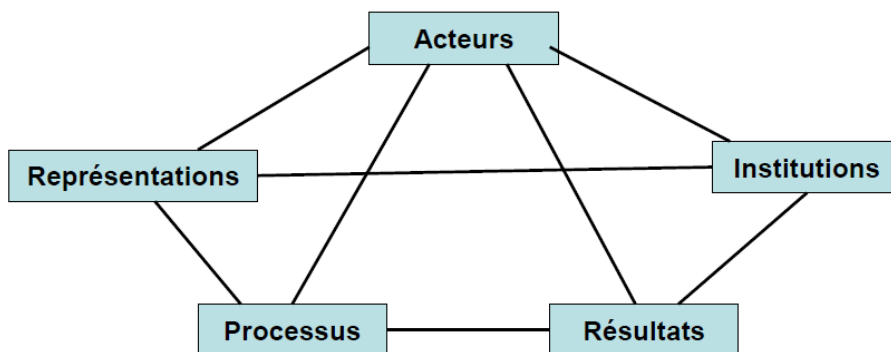 Acteurs
Représentations
Institutions
Processus
Résultats